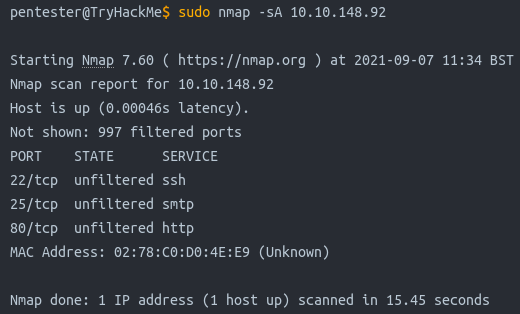 pentester@TryHackMe$ sudo nmap -sA 10.10.148.92
Starting Nmap 7.60 ( https://nmap.org ) at 2021-09-07 11:34 BST
Nmap scan report for 10.10.148.92
Host is up (0.00046s latency).
Not shown: 997 filtered ports
PORT   STATE      SERVICE
22/tcp unfiltered ssh
25/tcp unfiltered smtp
80/tcp unfiltered http
MAC Address: 02:78:C0:D0:4E:E9 (Unknown)
Nmap done: 1 IP address (1 host up) scanned in 15.45 seconds